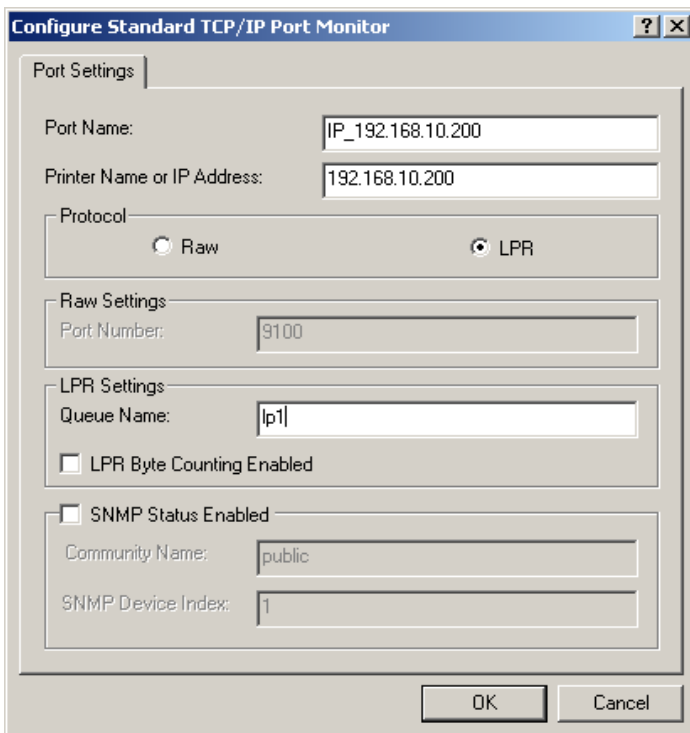 Configure Standard TCP/IP Port Monitor
Port Settings
Port Name: IP_192.168.10.200
Printer Name or IP Address: 192.168.10.200
Protocol
Raw LPR
Raw Settings
Port Number: 9100
LPR Settings
Queue Name: lp1
LPR Byte Counting Enabled
SNMP Status Enabled
Community Name: public
SNMP Device Index: 1
OK Cancel